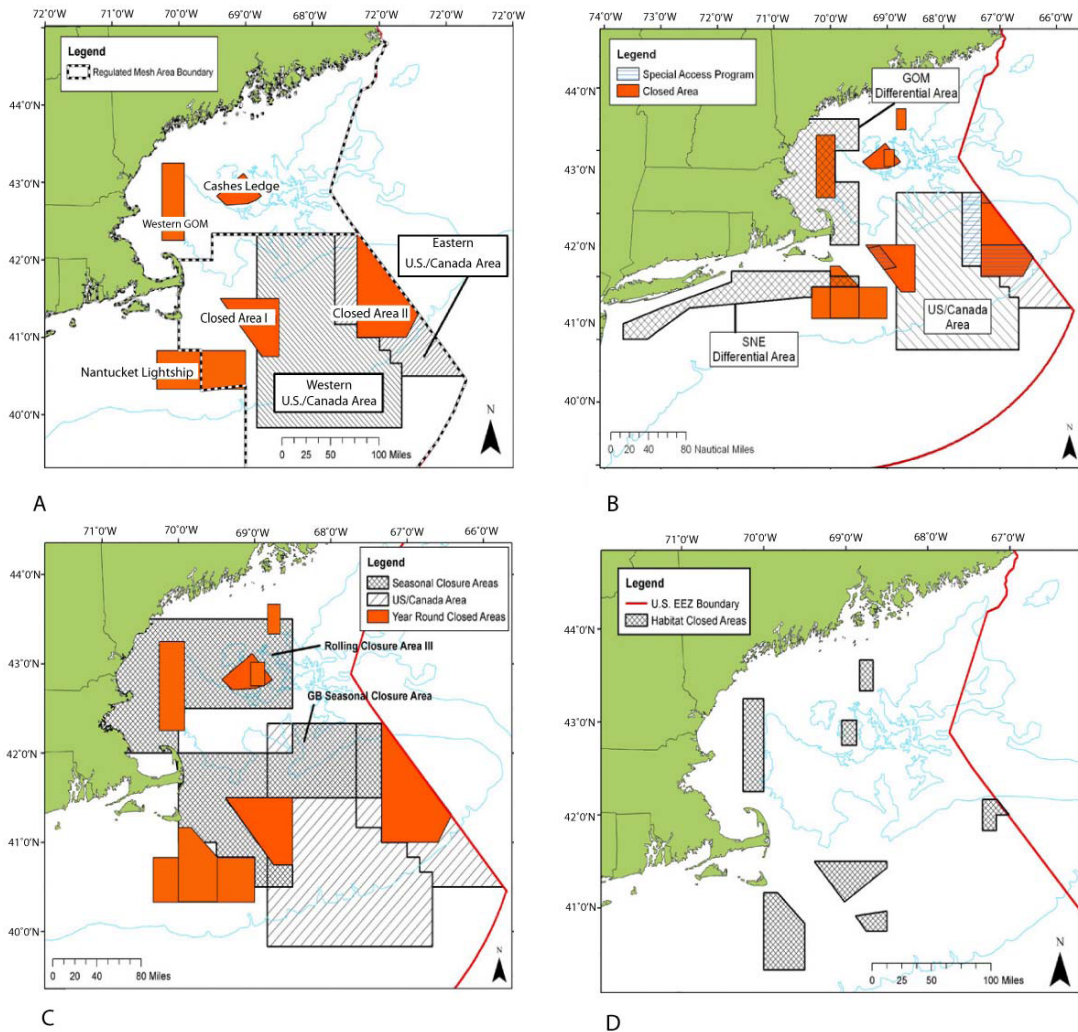 72˚0'W 71˚0'W 70˚0'W 69˚0'W 68˚0'W 72˚0'W 72˚0'W
Legend
Regulated Mesh Area Boundary
44˚0'N
43˚0'N
42˚0'N
41˚0'N
40˚0'N
Cashes Ledge
Western GOM
Eastern
U.S./Canada Area
Closed Area I
Closed Area II
Nantucket Lightship
Western
U.S./Canada Area
0 25 50 100 Miles
N
A
74˚0'W 73˚0'W 72˚0'W 71˚0'W 70˚0'W 69˚0'W 68˚0'W 67˚0'W 66˚0'W
Legend
Special Access Program
Closed Area
GOM
Differential Area
44˚0'N
43˚0'N
42˚0'N
41˚0'N
40˚0'N
US/Canada
Area
SNE
Differential Area
0 20 40 80 Nautical Miles
N
B
71˚0'W 70˚0'W 69˚0'W 68˚0'W 67˚0'W 66˚0'W
Legend
Seasonal Closure Areas
US/Canada Area
Year Round Closed Areas
44˚0'N
43˚0'N
42˚0'N
41˚0'N
40˚0'N
Rolling Closure Area III
GB Seasonal Closure Area
0 20 40 80 Miles
N
C
71˚0'W 70˚0'W 69˚0'W 68˚0'W 67˚0'W
Legend
U.S. EEZ Boundary
Habitat Closed Areas
44˚0'N
43˚0'N
42˚0'N
41˚0'N
0 25 50 100 Miles
N
D